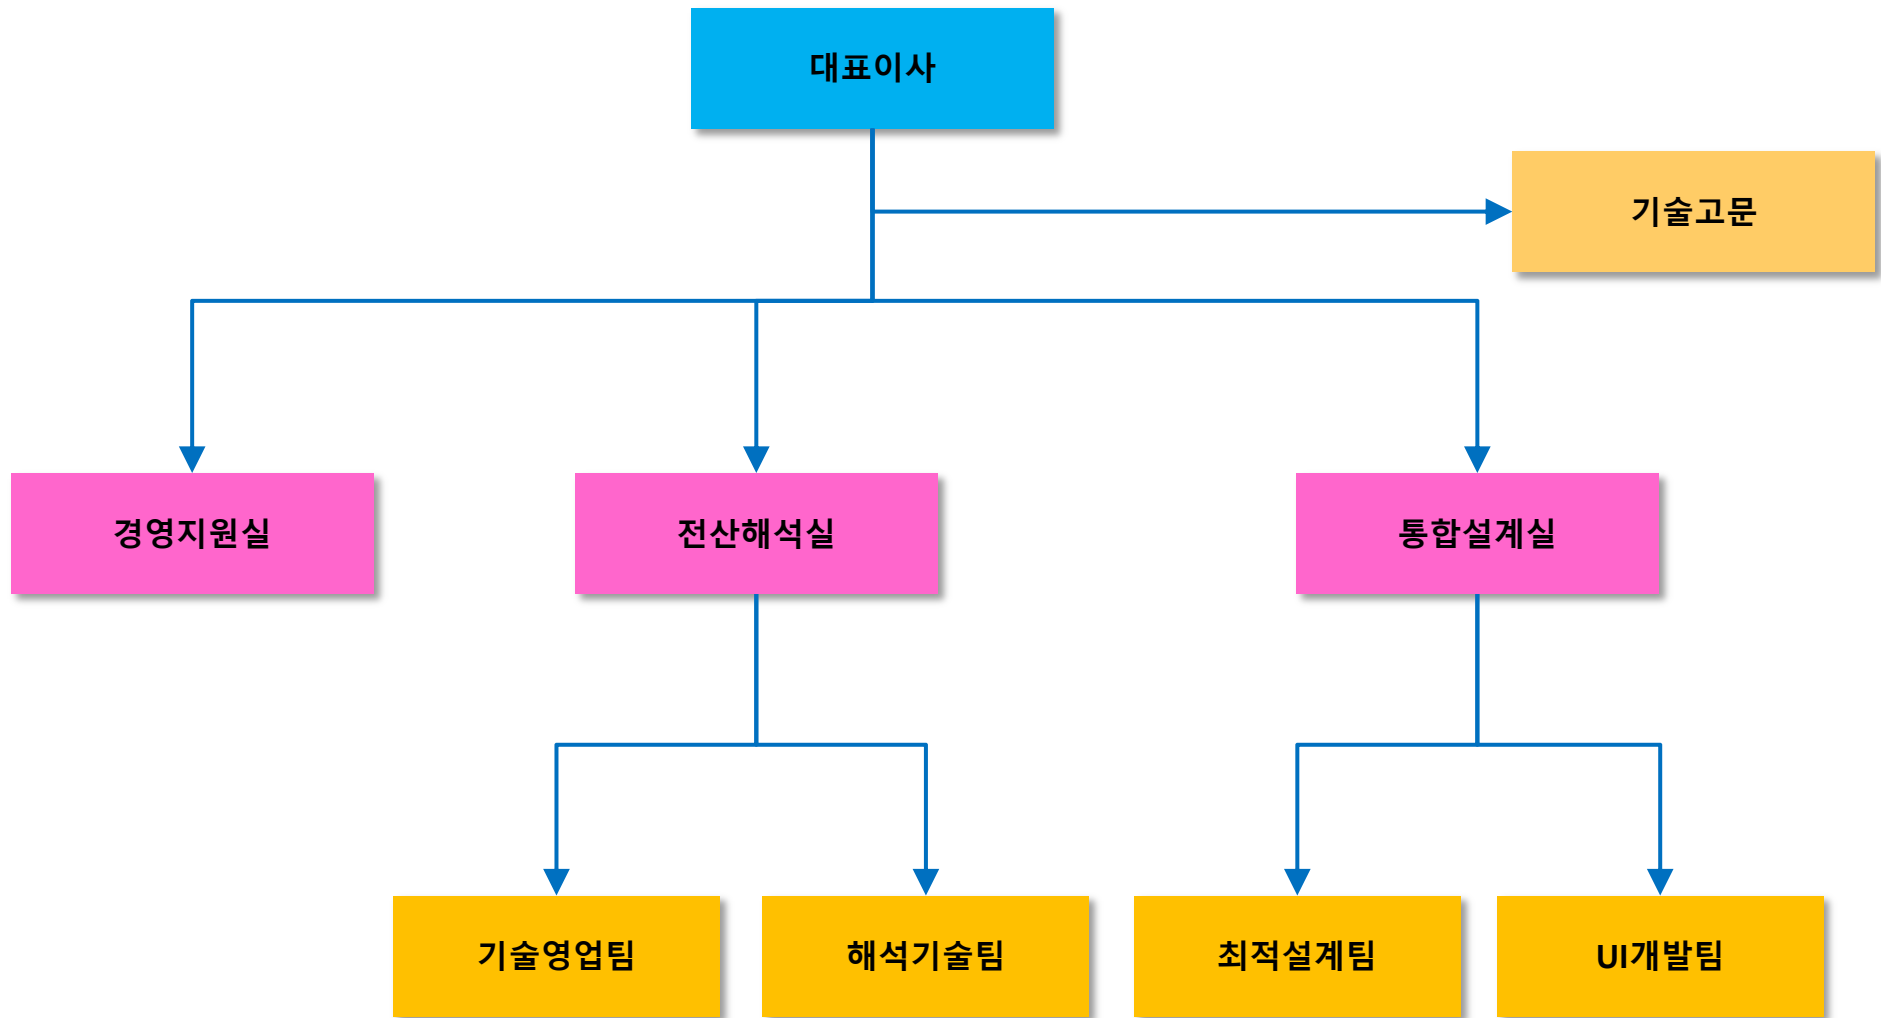 대표이사
기술고문
경영지원실
전산해석실
통합설계실
기술영업팀
해석기술팀
최적설계팀
UI개발팀